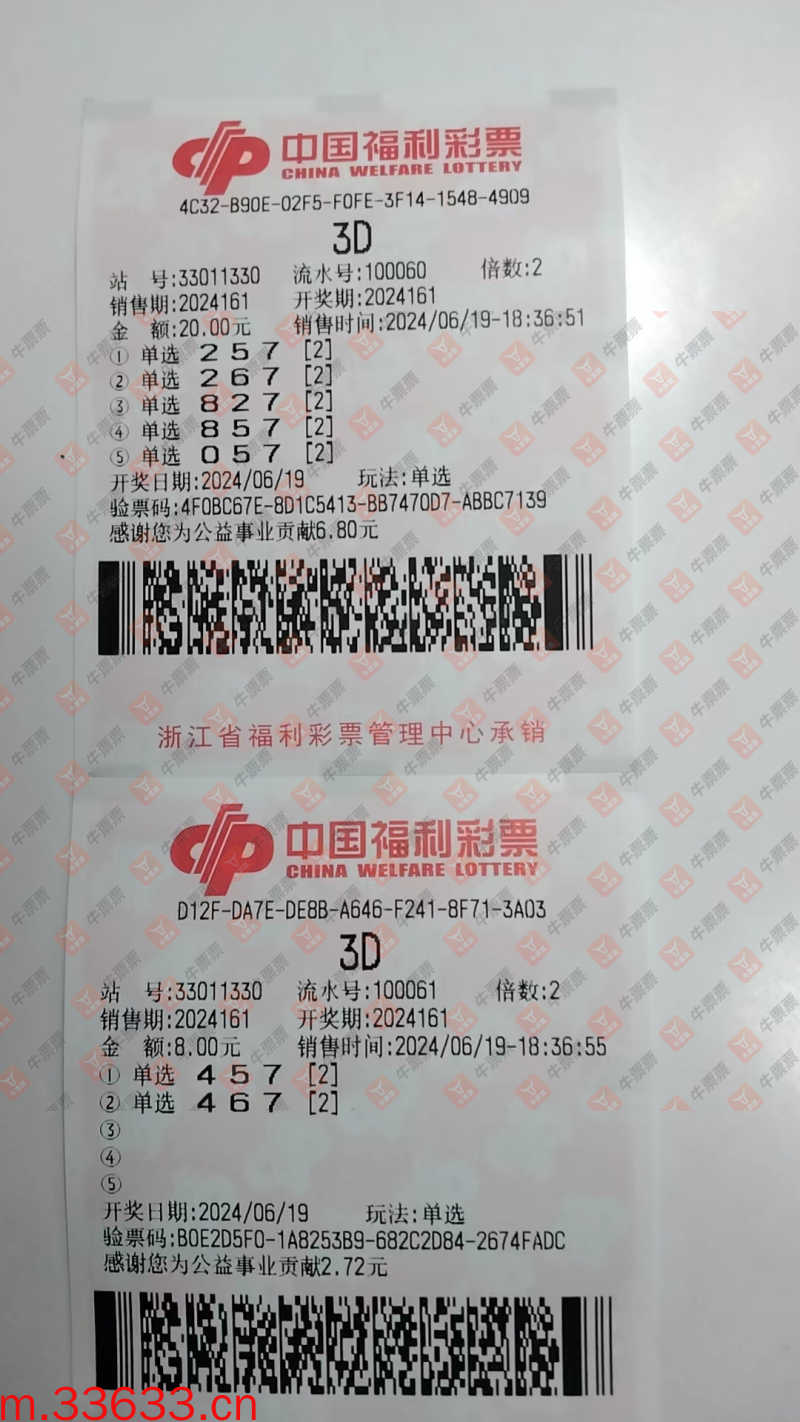 中国福利彩票
CHINA WELFARE LOTTERY
4C32-B90E-02F5-F0FE-3F14-1548-4909
3D
站 号:33011330 流水号:100060 倍数:2
销售期:2024161 开奖期:2024161
金 额:20.00元 销售时间:2024/06/19-18:36:51
① 单选 2 5 7 [2]
② 单选 2 6 7 [2]
③ 单选 8 2 7 [2]
④ 单选 8 5 7 [2]
⑤ 单选 0 5 7 [2]
开奖日期:2024/06/19 玩法:单选
验票码:4F0BC67E-8D1C5413-BB7470D7-ABBC7139
感谢您为公益事业贡献6.80元
浙江省福利彩票管理中心承销
中国福利彩票
CHINA WELFARE LOTTERY
D12F-DA7E-DE8B-A646-F241-8F71-3A03
3D
站 号:33011330 流水号:100061 倍数:2
销售期:2024161 开奖期:2024161
金 额:8.00元 销售时间:2024/06/19-18:36:55
① 单选 4 5 7 [2]
② 单选 4 6 7 [2]
③
④
⑤
开奖日期:2024/06/19 玩法:单选
验票码:B0E2D5F0-1A8253B9-682C2D84-2674FADC
感谢您为公益事业贡献2.72元
m.33633.cn
牛票票